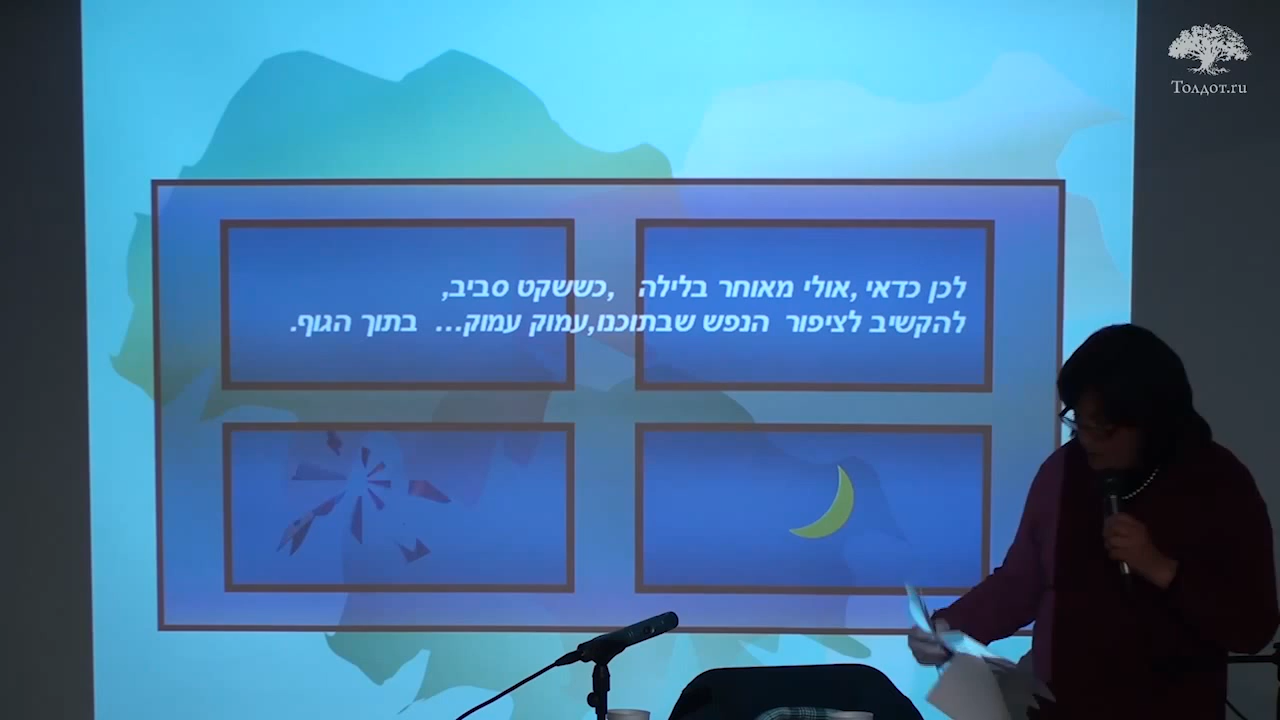 Толдот.ru
לכן כדאי ,אולי מאוחר בלילה ,כששקט סביב,
להקשיב לציפור הנפש שבתוכנו,עמוק עמוק... בתוך הגוף.